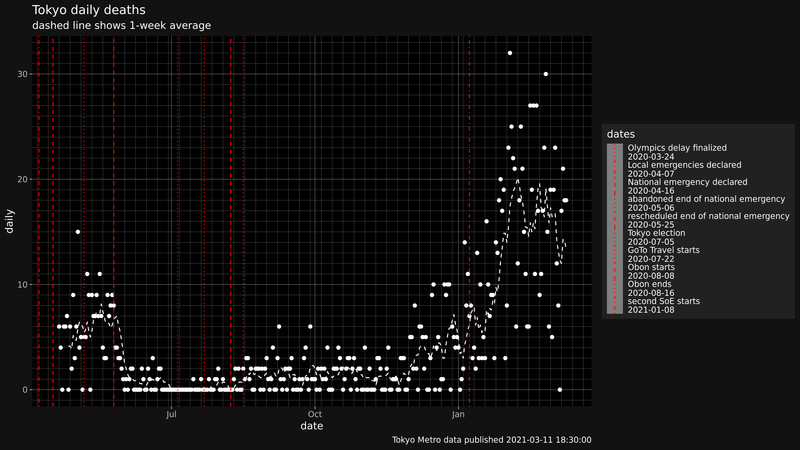 Tokyo daily deaths
dashed line shows 1-week average
30
20
10
0
daily
Jul
Oct
Jan
date
Tokyo Metro data published 2021-03-11 18:30:00
dates
Olympics delay finalized
2020-03-24
Local emergencies declared
2020-04-07
National emergency declared
2020-04-16
abandoned end of national emergency
2020-05-06
rescheduled end of national emergency
2020-05-25
Tokyo election
2020-07-05
GoTo Travel starts
2020-07-22
Obon starts
2020-08-08
Obon ends
2020-08-16
second SoE starts
2021-01-08